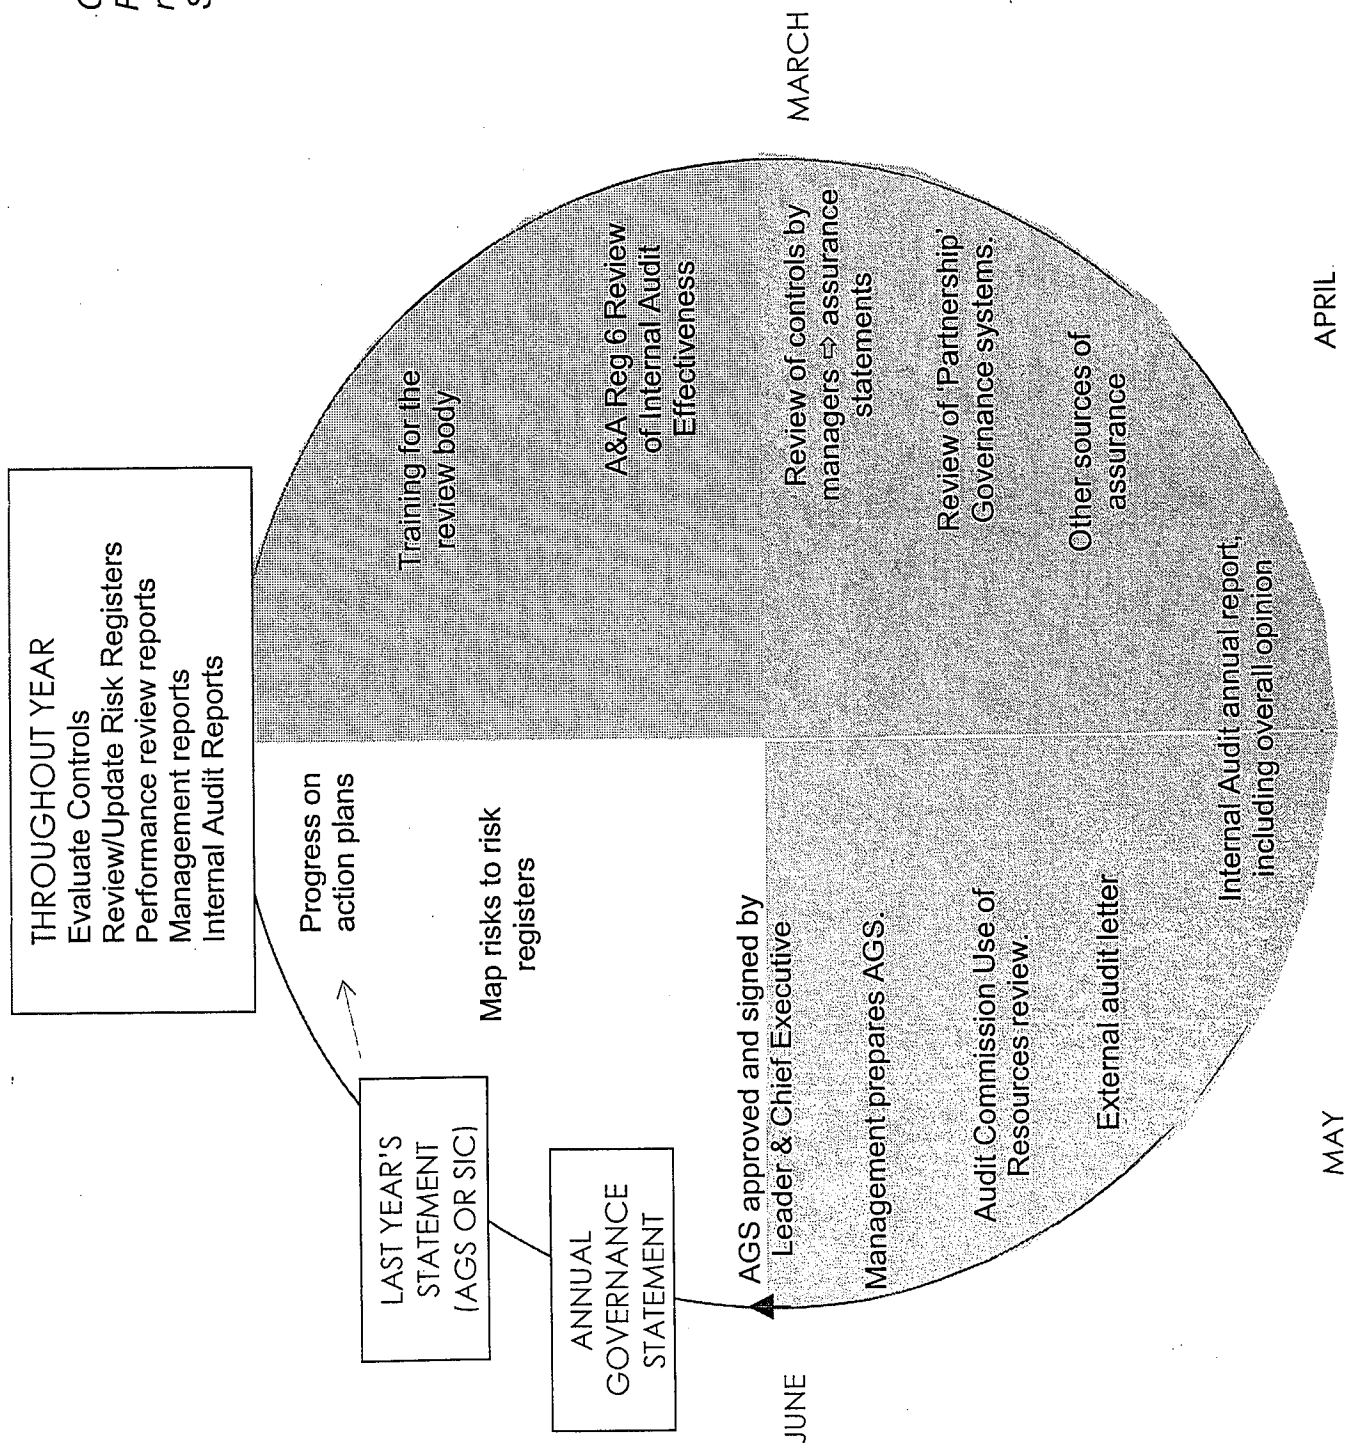 THROUGHOUT YEAR
Evaluate Controls
Review/Update Risk Registers
Performance review reports
Management reports
Internal Audit Reports
LAST YEAR'S
STATEMENT
(AGS OR SIC)
ANNUAL
GOVERNANCE
STATEMENT
Progress on
action plans
Map risks to risk
registers
Training for the
review body
A&A Reg 6 Review
of Internal Audit
Effectiveness
MARCH
Review of controls by
managers ⇨ assurance
statements
Review of 'Partnership'
Governance systems.
Other sources of
assurance
APRIL
Internal Audit annual report,
including overall opinion
MAY
External audit letter
Audit Commission Use of
Resources review.
Management prepares AGS.
AGS approved and signed by
Leader & Chief Executive
JUNE